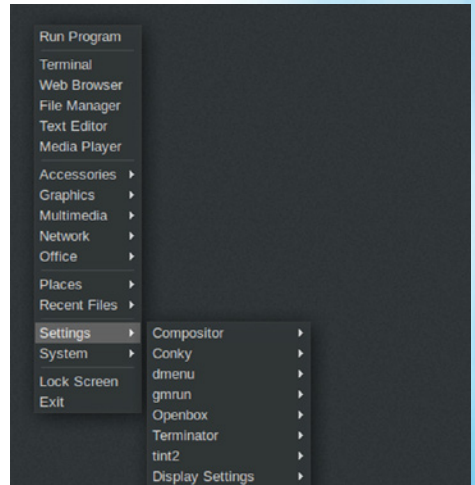 Run Program
Terminal
Web Browser
File Manager
Text Editor
Media Player
Accessories
Graphics
Multimedia
Network
Office
Places
Recent Files
Settings
System
Lock Screen
Exit
Compositor
Conky
dmenu
gmrun
Openbox
Terminator
tint2
Display Settings